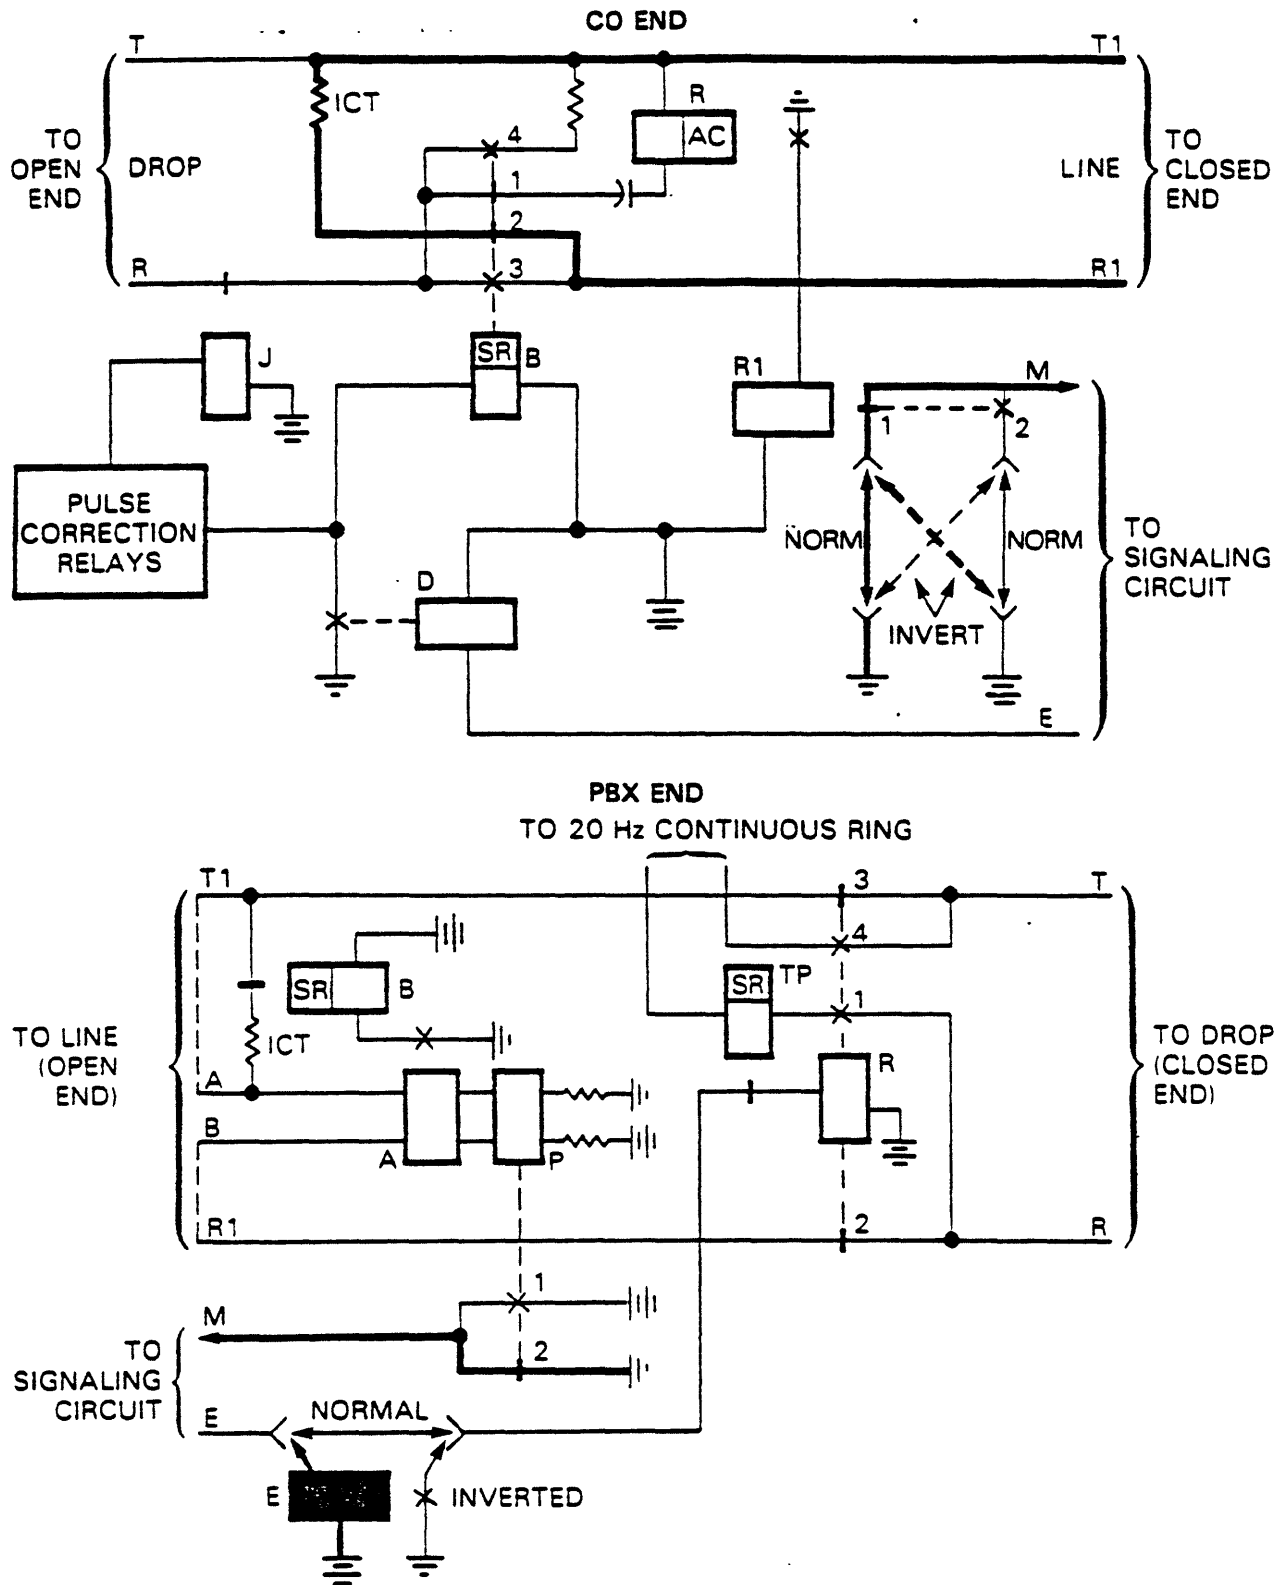 CO END
T
T1
ICT
R
AC
4
TO
OPEN
END
DROP
1
LINE
TO
CLOSED
END
2
R
3
R1
J
SR
B
R1
M
1
2
PULSE
CORRECTION
RELAYS
NORM
NORM
TO
SIGNALING
CIRCUIT
D
INVERT
E
PBX END
TO 20 Hz CONTINUOUS RING
T1
3
T
4
SR
B
SR
TP
1
TO LINE
(OPEN
END)
ICT
R
TO DROP
(CLOSED
END)
A
B
A
P
R1
2
R
1
M
2
TO
SIGNALING
CIRCUIT
E
NORMAL
E
INVERTED